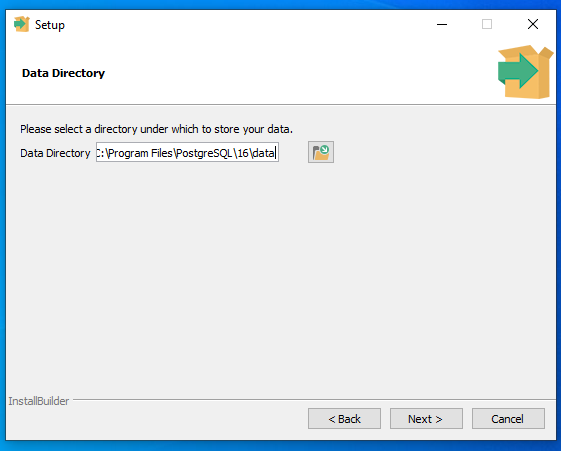 Setup
Data Directory
Please select a directory under which to store your data.
Data Directory C:\Program Files\PostgreSQL\16\data
InstallBuilder
< Back Next > Cancel